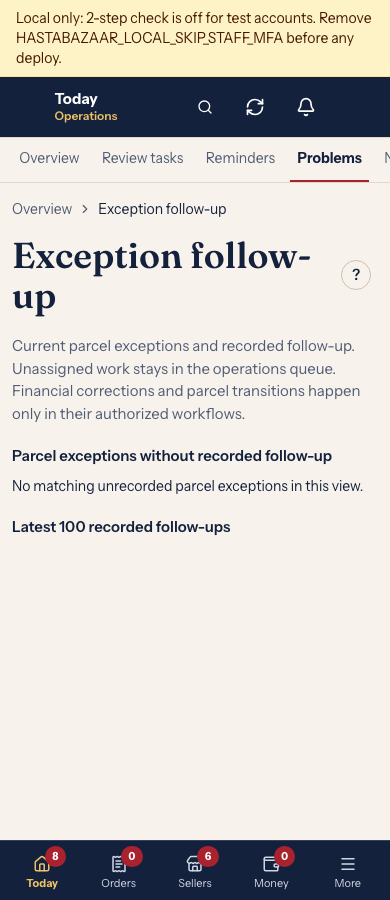 Local only: 2-step check is off for test accounts. Remove
HASTABAZAAR_LOCAL_SKIP_STAFF_MFA before any
deploy.
Today
Operations
Overview Review tasks Reminders Problems
Overview > Exception follow-up
Exception follow-
up
?
Current parcel exceptions and recorded follow-up.
Unassigned work stays in the operations queue.
Financial corrections and parcel transitions happen
only in their authorized workflows.
Parcel exceptions without recorded follow-up
No matching unrecorded parcel exceptions in this view.
Latest 100 recorded follow-ups
8 0 6 0
Today Orders Sellers Money More